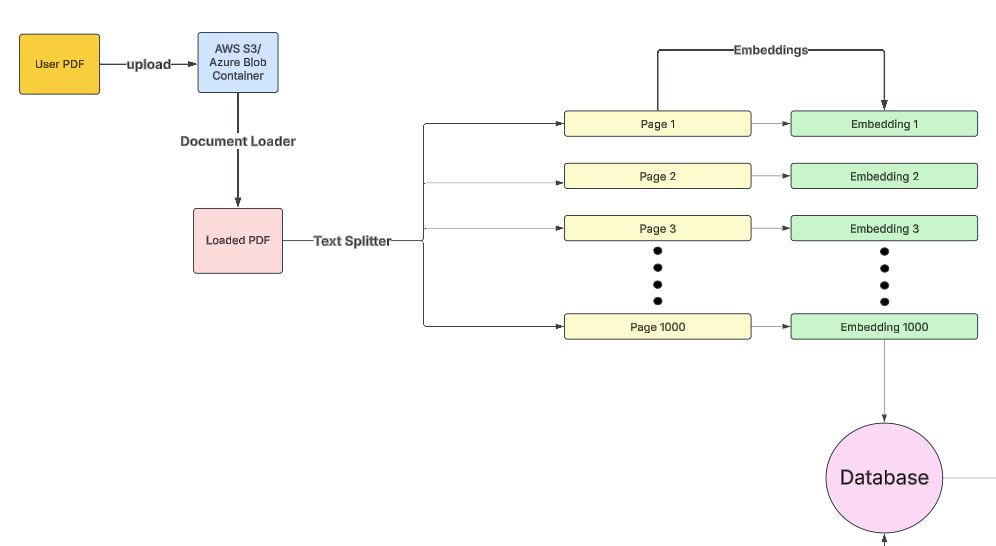 Embeddings
User PDF
upload
AWS S3/
Azure Blob
Container
Document Loader
Page 1
Embedding 1
Page 2
Embedding 2
Page 3
Embedding 3
Loaded PDF
Text Splitter
Page 1000
Embedding 1000
Database